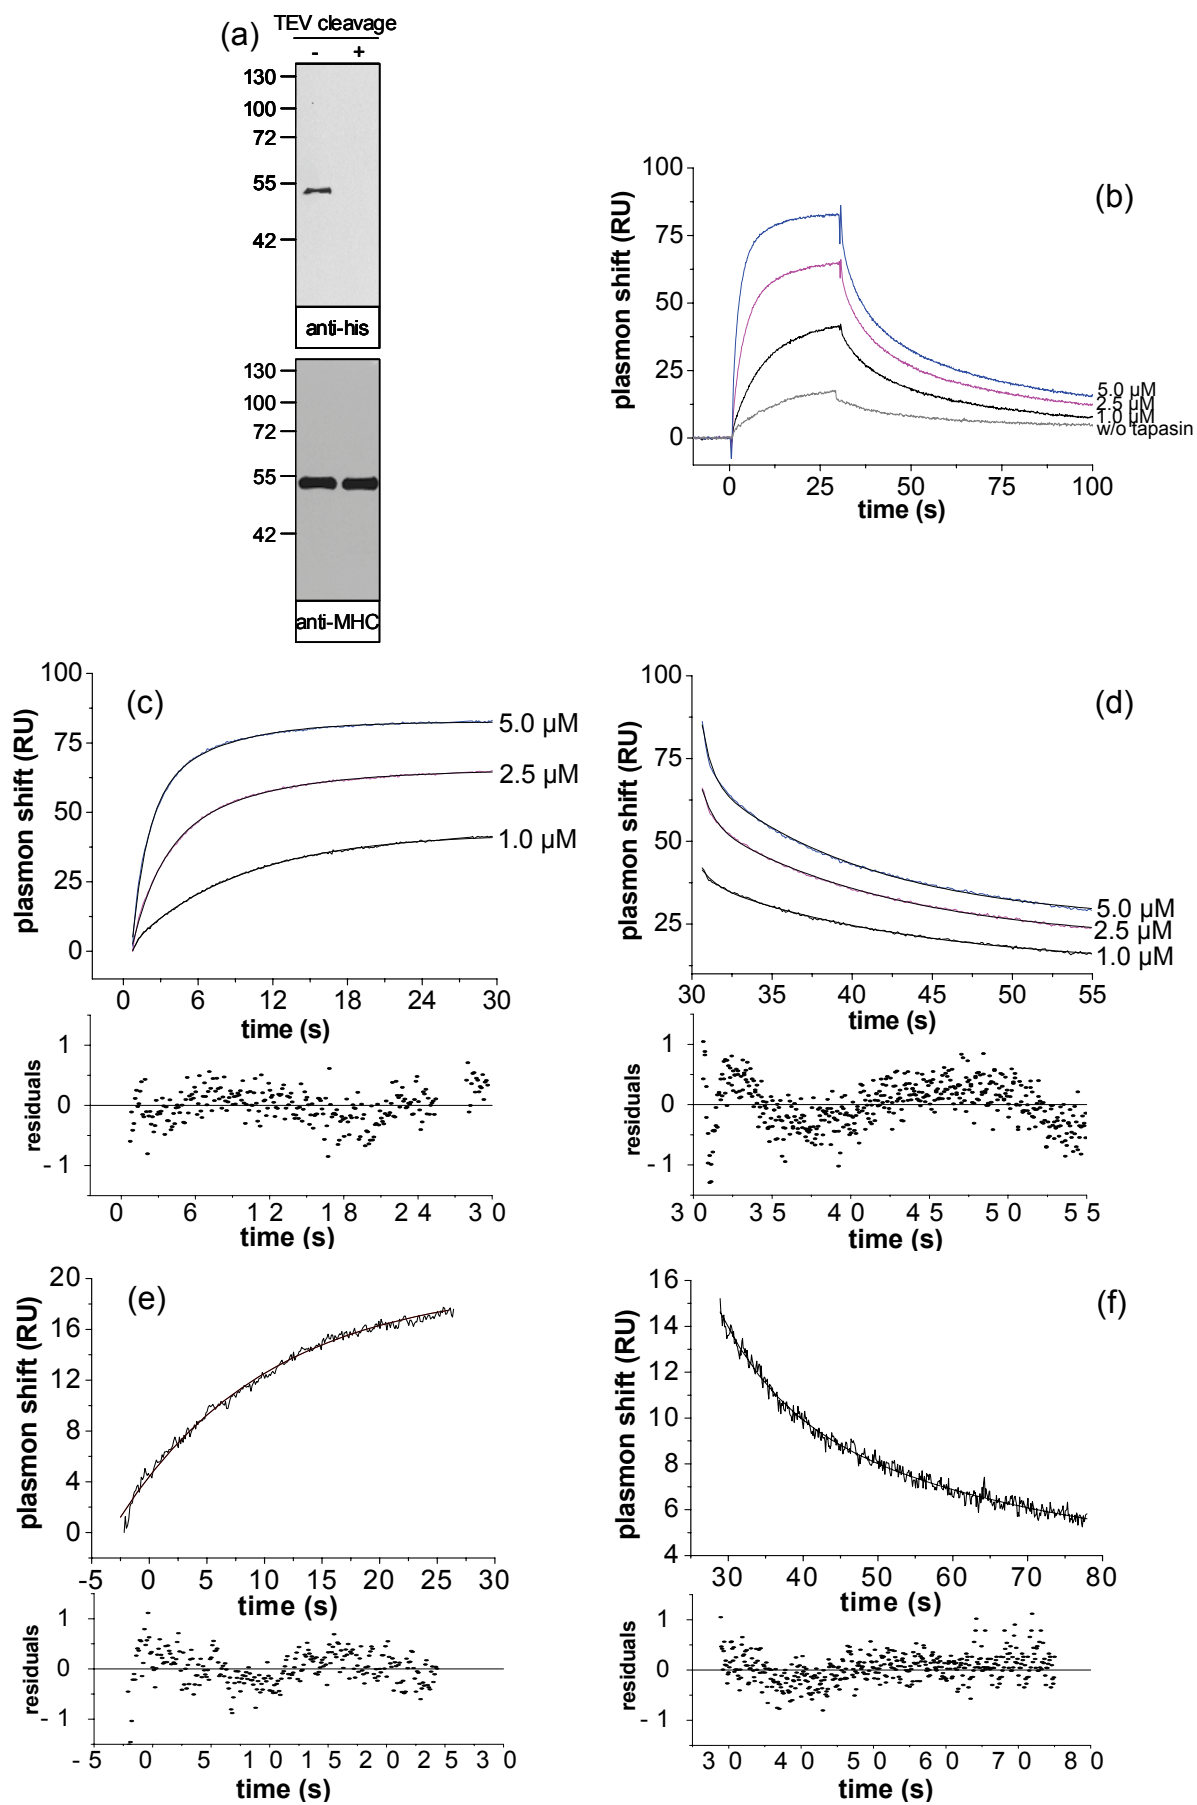 TEV cleavage
(a)
- +
130
100
72
55
42
anti-his
130
100
72
55
42
anti-MHC
(b)
100
75
50
25
0
plasmon shift (RU)
5.0 µM
2.5 µM
1.0 µM
w/o tapasin
0 25 50 75 100
time (s)
(c)
100
75
50
25
0
plasmon shift (RU)
5.0 µM
2.5 µM
1.0 µM
0 6 12 18 24 30
time (s)
1
0
- 1
residuals
0 6 1 2 1 8 2 4 3 0
time (s)
(d)
100
75
50
25
plasmon shift (RU)
5.0 µM
2.5 µM
1.0 µM
30 35 40 45 50 55
time (s)
1
0
- 1
residuals
3 0 3 5 4 0 4 5 5 0 5 5
time (s)
(e)
20
16
12
8
4
0
plasmon shift (RU)
-5 0 5 10 15 20 25 30
time (s)
1
0
- 1
residuals
- 5 0 5 1 0 1 5 2 0 2 5 3 0
time (s)
(f)
16
14
12
10
8
6
4
plasmon shift (RU)
30 40 50 60 70 80
time (s)
1
0
- 1
residuals
3 0 4 0 5 0 6 0 7 0 8 0
time (s)